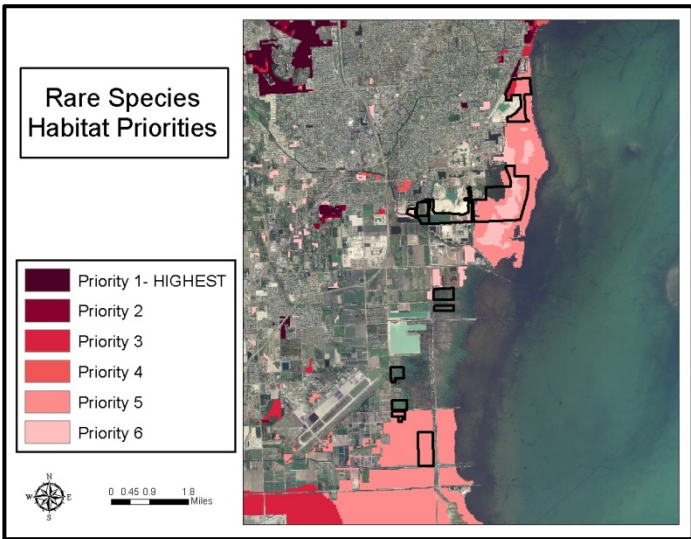 Rare Species
Habitat Priorities
Priority 1- HIGHEST
Priority 2
Priority 3
Priority 4
Priority 5
Priority 6
N
W E
S
0 0.45 0.9 1.8
Miles